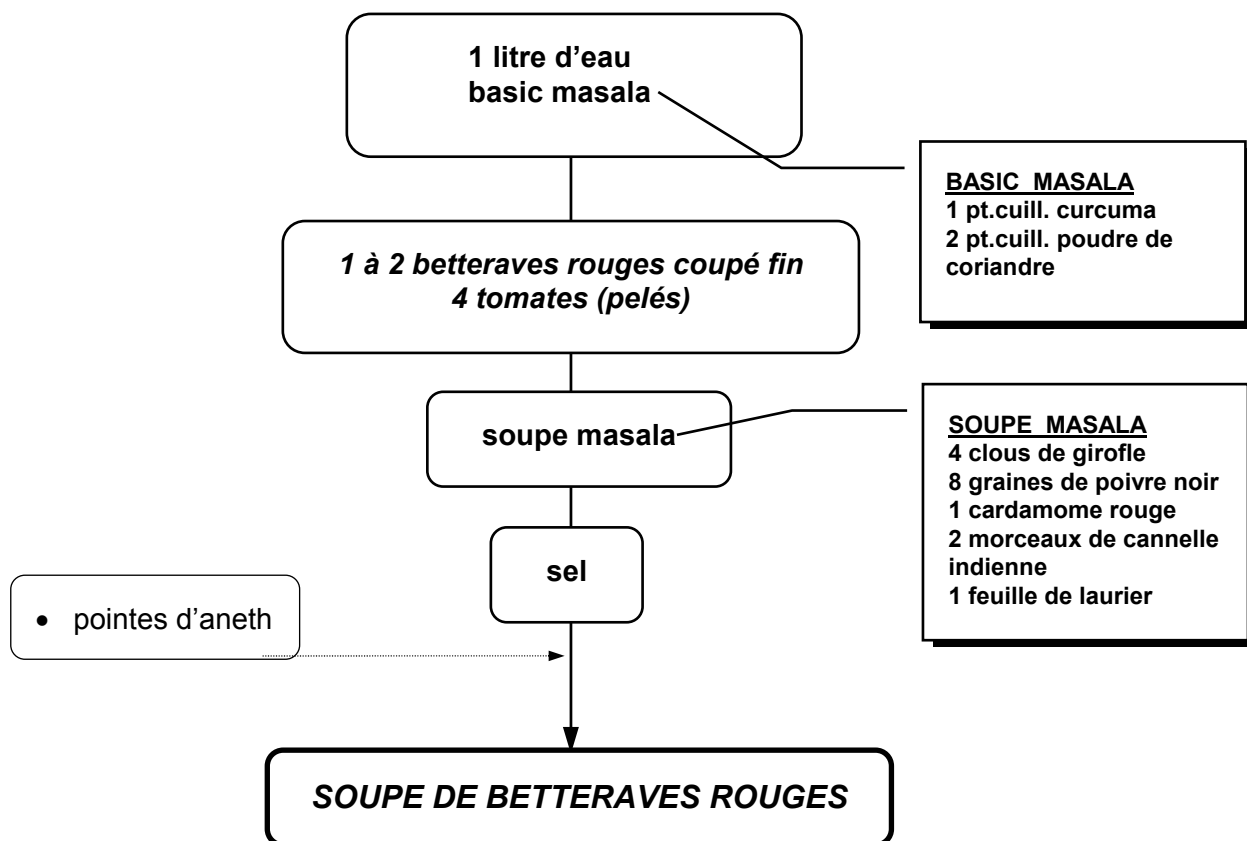 1 litre d’eau
basic masala
BASIC MASALA
1 pt.cuill. curcuma
2 pt.cuill. poudre de
coriandre
1 à 2 betteraves rouges coupé fin
4 tomates (pelés)
soupe masala
SOUPE MASALA
4 clous de girofle
8 graines de poivre noir
1 cardamome rouge
2 morceaux de cannelle
indienne
1 feuille de laurier
sel
• pointes d’aneth
SOUPE DE BETTERAVES ROUGES